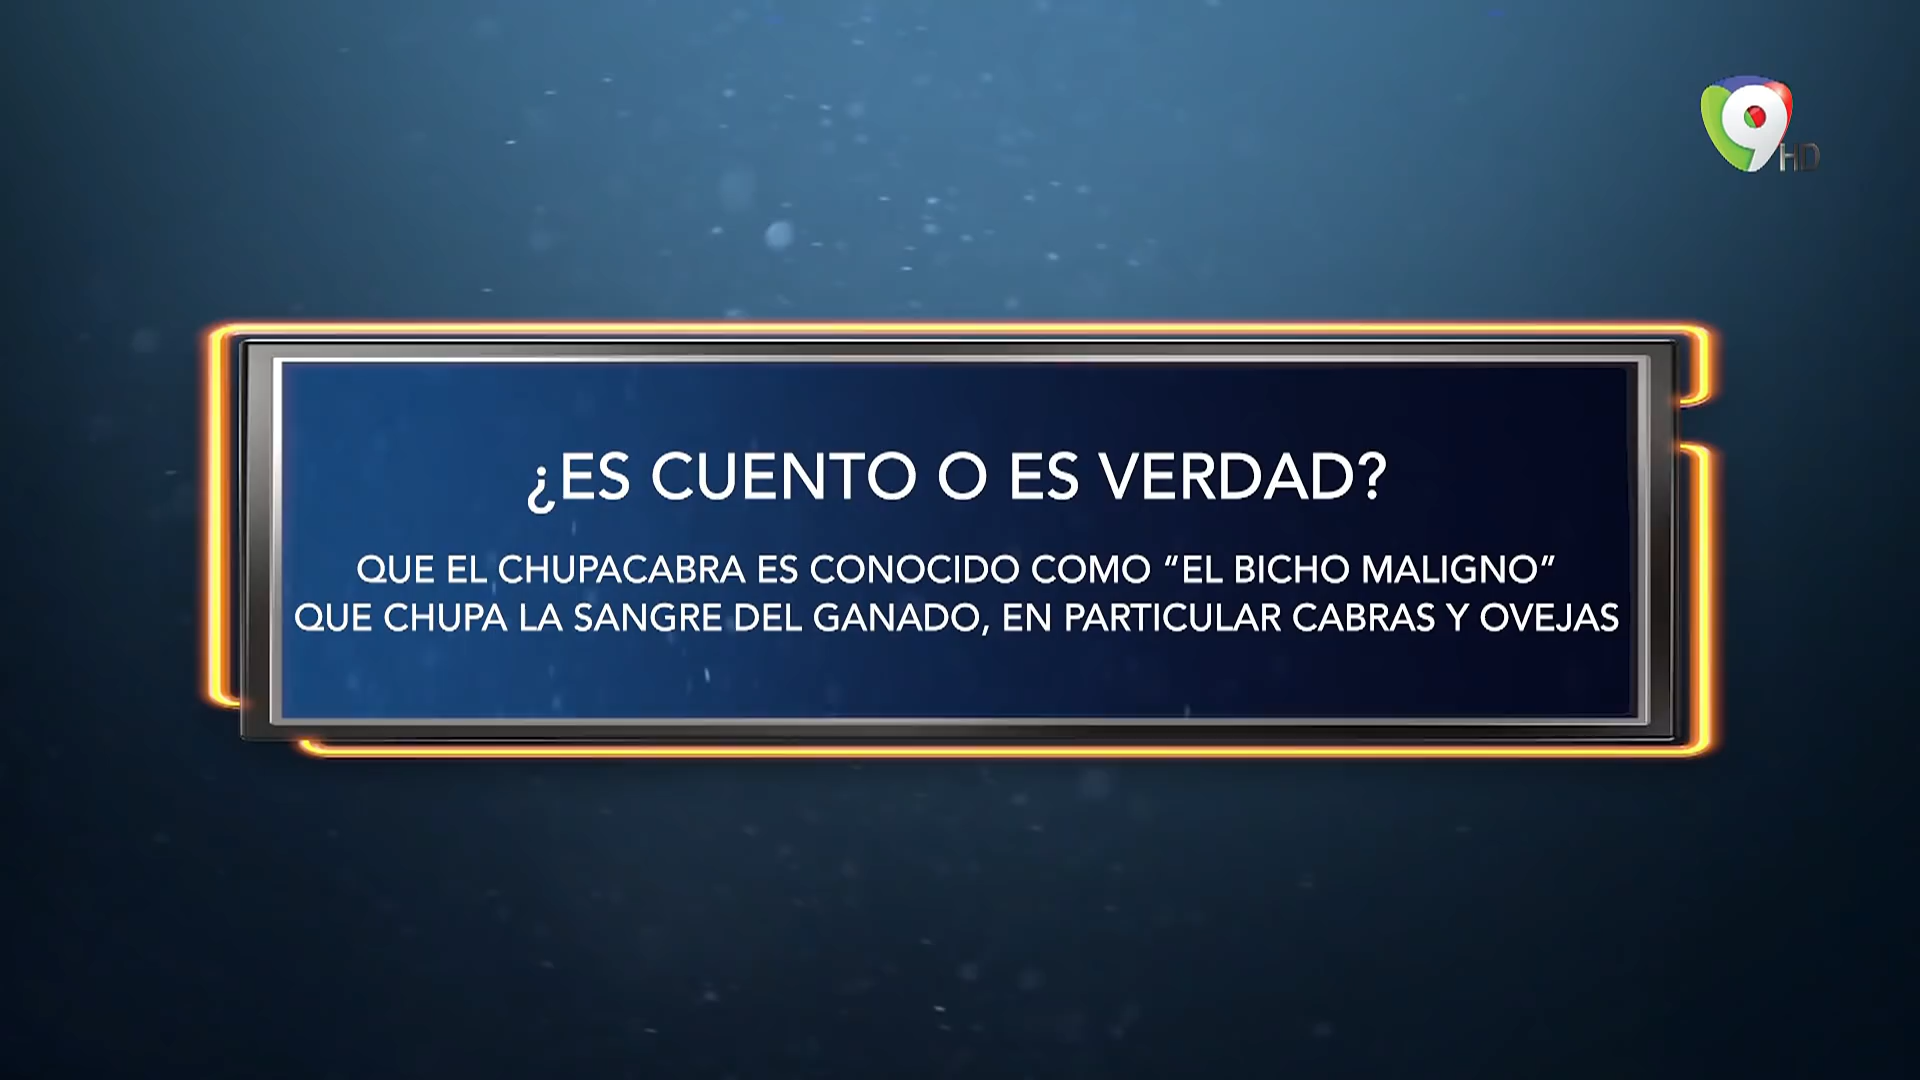 9
HD
¿ES CUENTO O ES VERDAD?
QUE EL CHUPACABRA ES CONOCIDO COMO “EL BICHO MALIGNO”
QUE CHUPA LA SANGRE DEL GANADO, EN PARTICULAR CABRAS Y OVEJAS